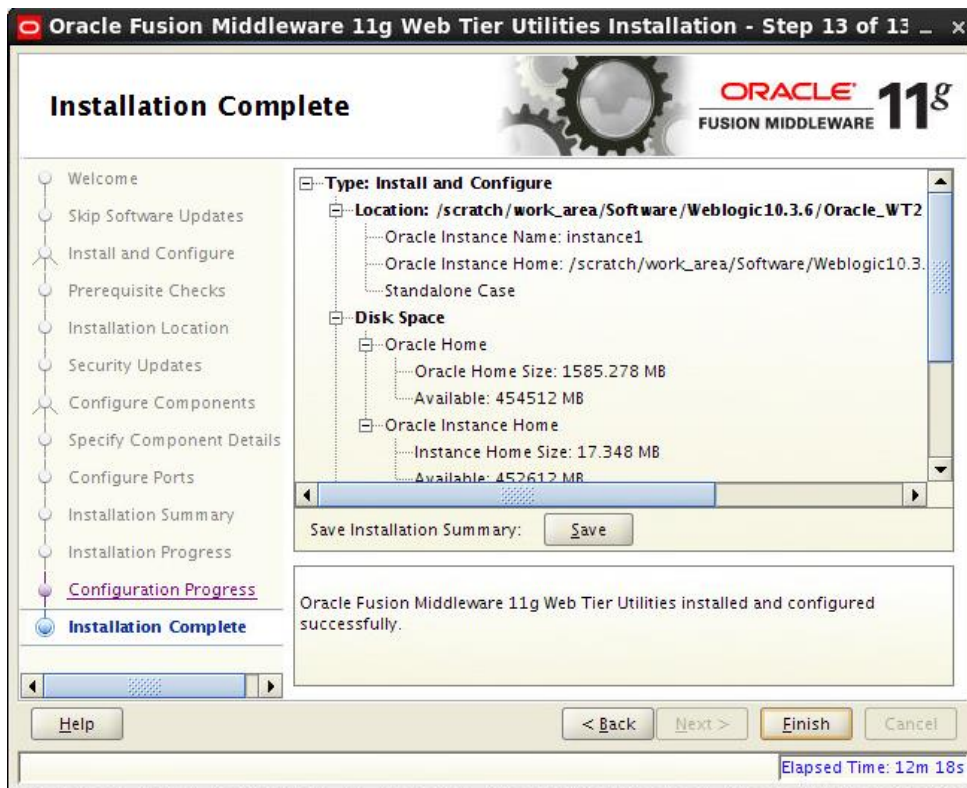 Oracle Fusion Middleware 11g Web Tier Utilities Installation - Step 13 of 13
Installation Complete
ORACLE
FUSION MIDDLEWARE
11g
Welcome
Skip Software Updates
Install and Configure
Prerequisite Checks
Installation Location
Security Updates
Configure Components
Specify Component Details
Configure Ports
Installation Summary
Installation Progress
Configuration Progress
Installation Complete
Type: Install and Configure
Location: /scratch/work_area/Software/Weblogic10.3.6/Oracle_WT2
Oracle Instance Name: instance1
Oracle Instance Home: /scratch/work_area/Software/Weblogic10.3.
Standalone Case
Disk Space
Oracle Home
Oracle Home Size: 1585.278 MB
Available: 454512 MB
Oracle Instance Home
Instance Home Size: 17.348 MB
Available: 452612 MB
Save Installation Summary: Save
Oracle Fusion Middleware 11g Web Tier Utilities installed and configured
successfully.
Help < Back Next > Finish Cancel
Elapsed Time: 12m 18s